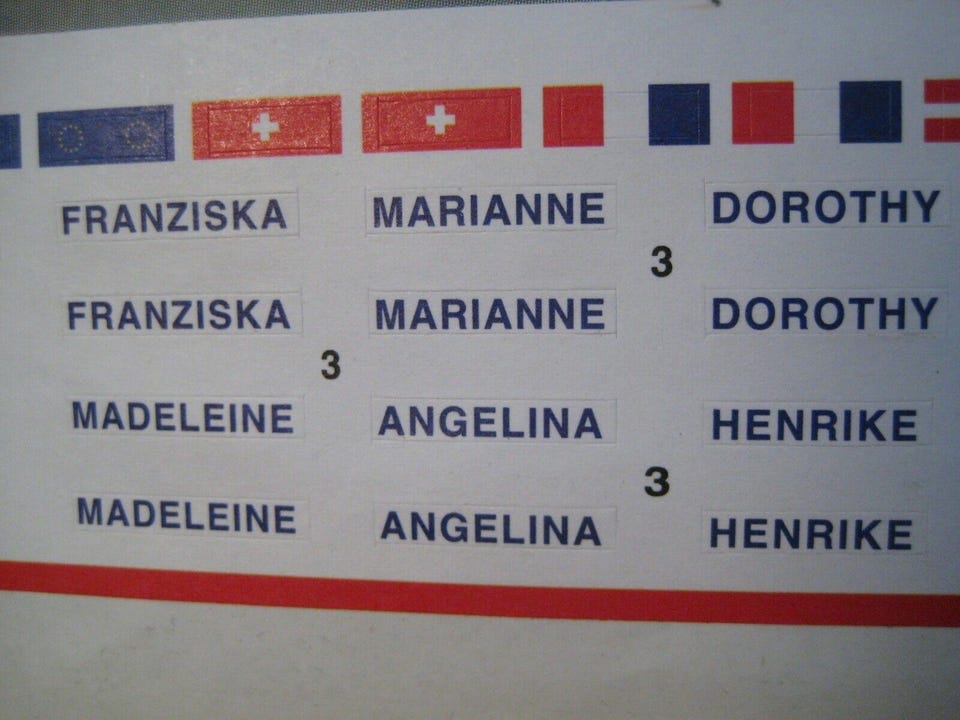 FRANZISKA MARIANNE DOROTHY
3
FRANZISKA MARIANNE DOROTHY
3
MADELEINE ANGELINA HENRIKE
3
MADELEINE ANGELINA HENRIKE